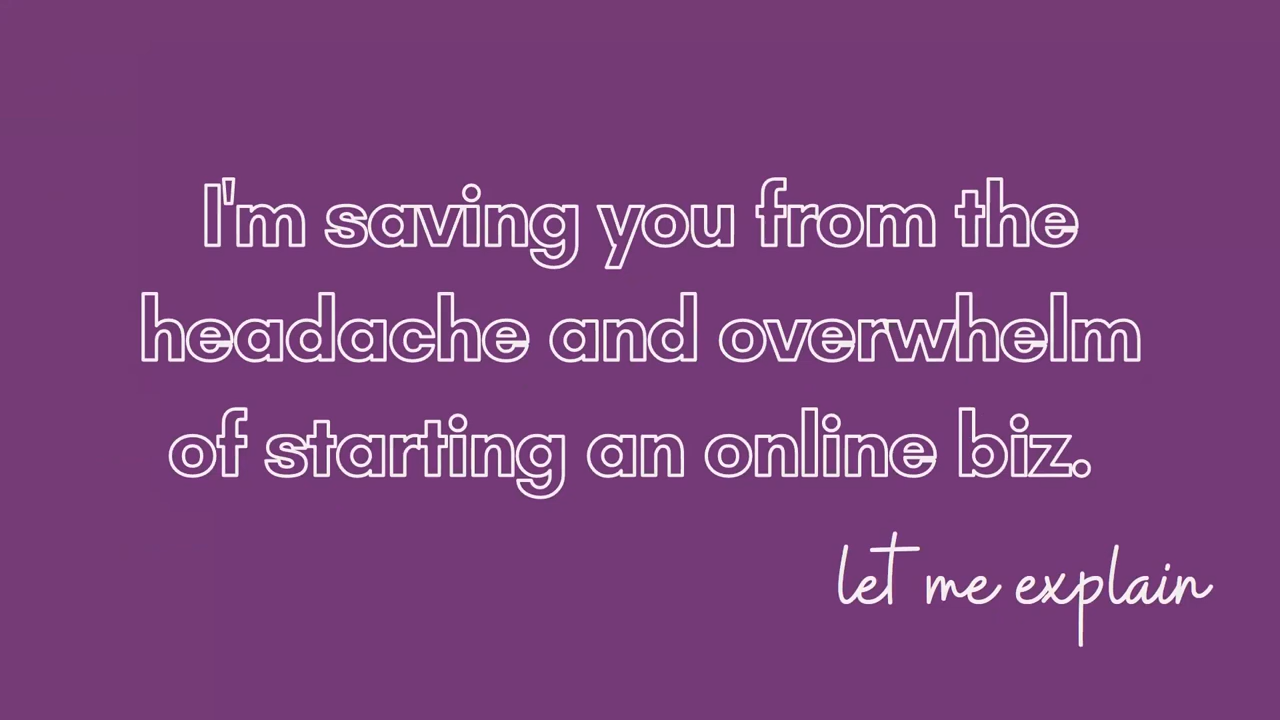 I'm saving you from the
headache and overwhelm
of starting an online biz.
let me explain